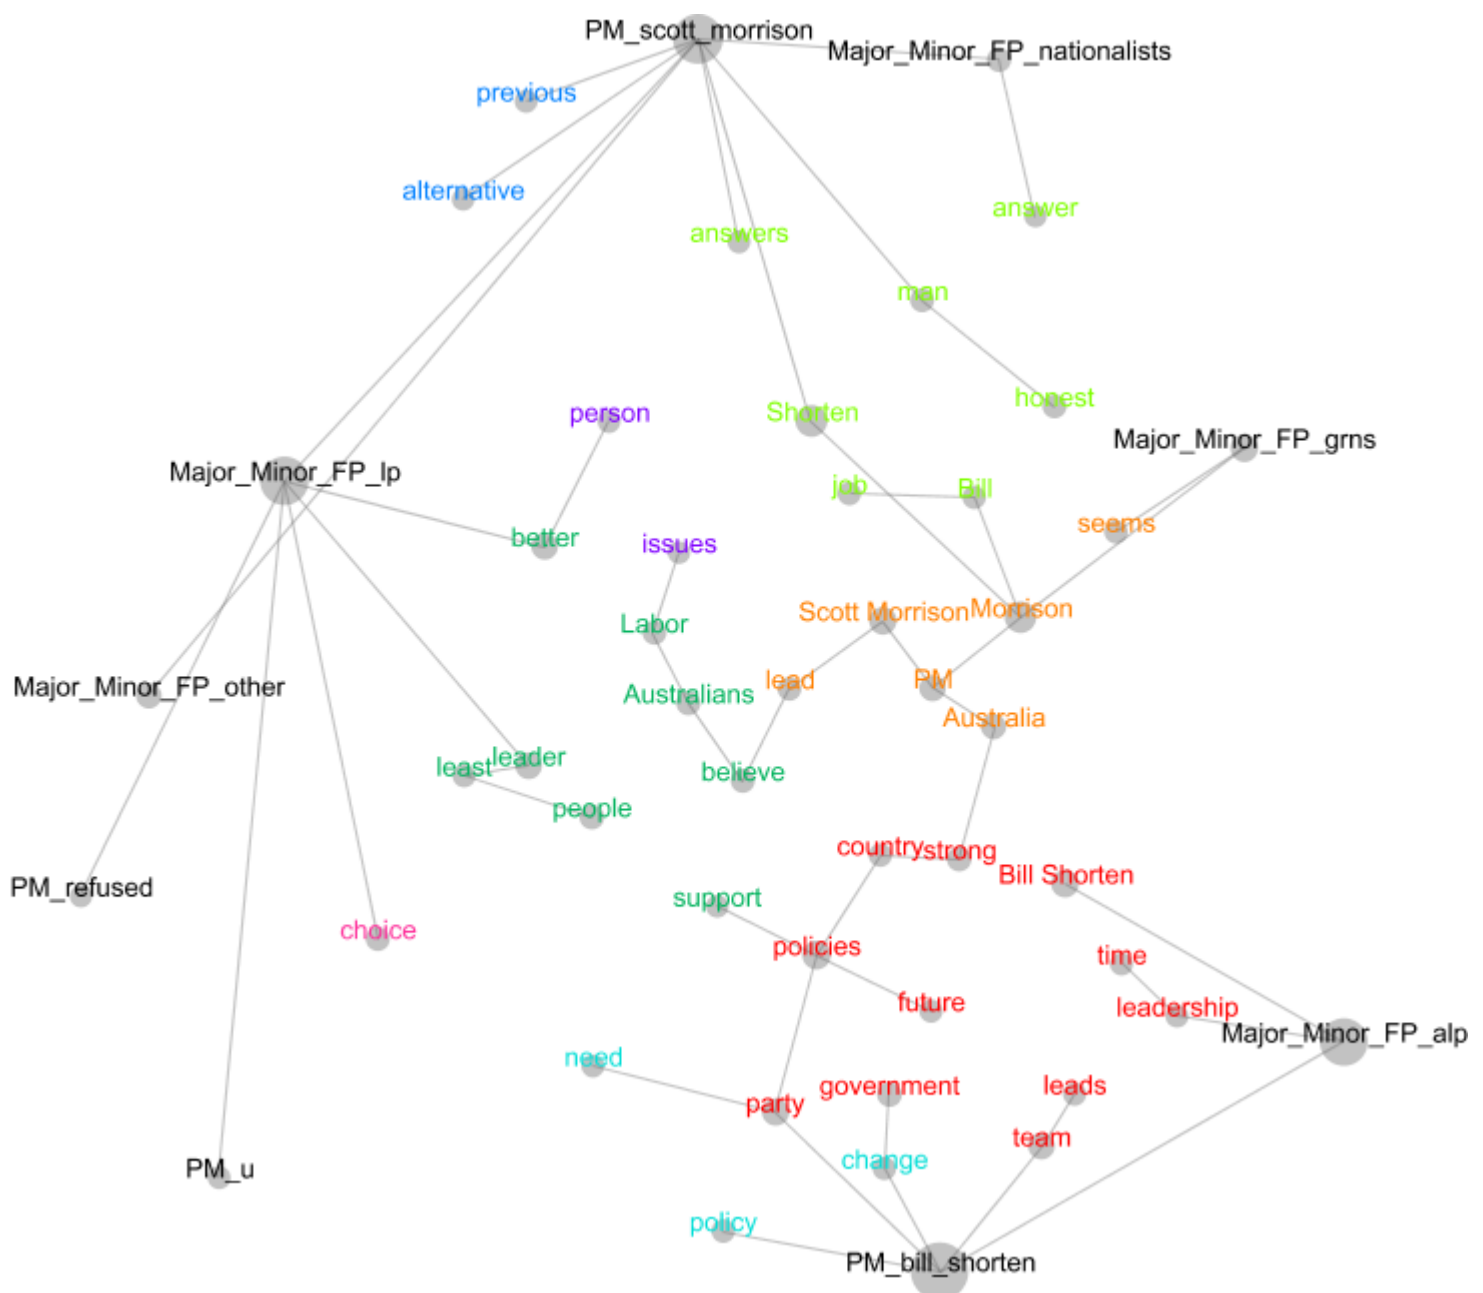 PM_scott_morrison
Major_Minor_FP_nationalists
previous
alternative
answer
answers
man
honest
person
Shorten
Major_Minor_FP_grns
Major_Minor_FP_lp
job
Bill
seems
better
issues
Scott Morrison
Morrison
Labor
Major_Minor_FP_other
lead
PM
Australians
Australia
leader
least
believe
people
country
strong
Bill Shorten
PM_refused
support
choice
policies
time
future
leadership
Major_Minor_FP_alp
need
government
leads
party
team
change
PM_u
policy
PM_bill_shorten